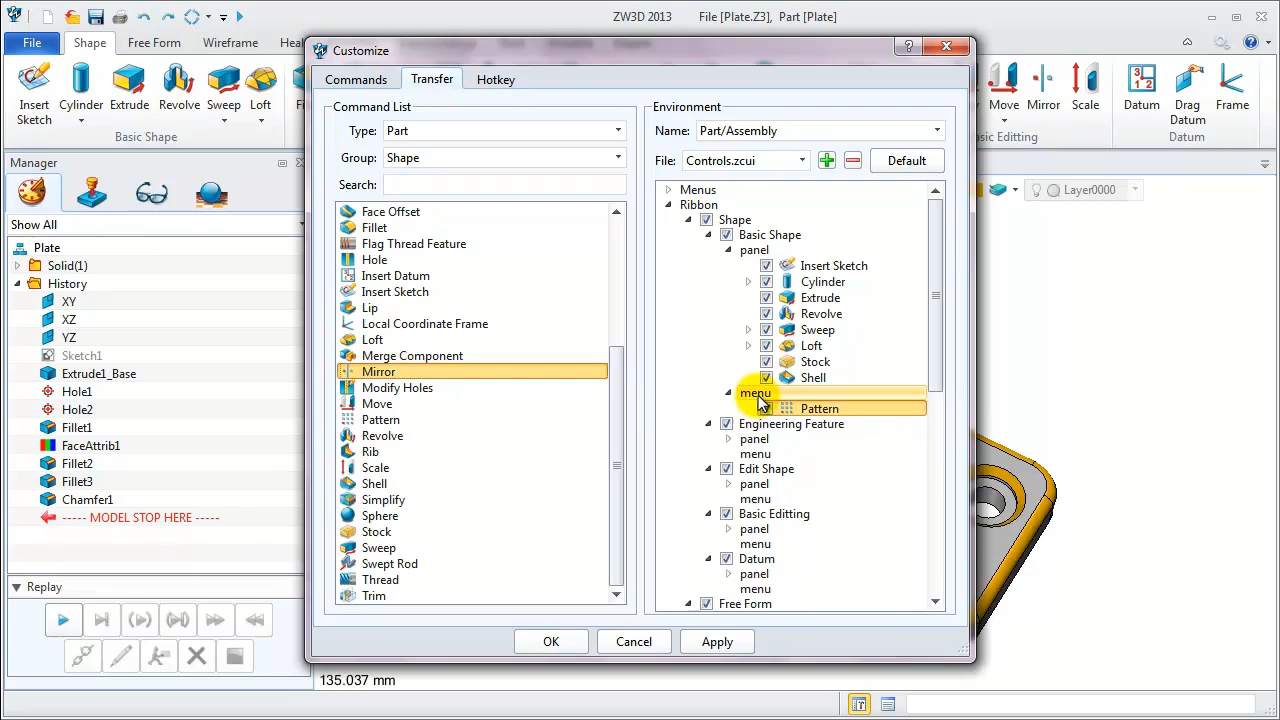 ZW3D 2013 File [Plate.Z3], Part [Plate]
File Shape Free Form Wireframe
Insert Sketch
Cylinder
Extrude
Revolve
Sweep
Loft
Basic Shape
Move
Mirror
Scale
Datum
Drag Datum
Frame
Datum
Manager
Show All
Plate
Solid(1)
History
XY
XZ
YZ
Sketch1
Extrude1_Base
Hole1
Hole2
Fillet1
FaceAttrib1
Fillet2
Fillet3
Chamfer1
----- MODEL STOP HERE -----
Replay
Layer0000
135.037 mm
Customize
Commands Transfer Hotkey
Command List
Type: Part
Group: Shape
Search:
Face Offset
Fillet
Flag Thread Feature
Hole
Insert Datum
Insert Sketch
Lip
Local Coordinate Frame
Loft
Merge Component
Mirror
Modify Holes
Move
Pattern
Revolve
Rib
Scale
Shell
Simplify
Sphere
Stock
Sweep
Swept Rod
Thread
Trim
Environment
Name: Part/Assembly
File: Controls.zcui Default
Menus
Ribbon
Shape
Basic Shape
panel
Insert Sketch
Cylinder
Extrude
Revolve
Sweep
Loft
Stock
Shell
menu
Pattern
Engineering Feature
panel
menu
Edit Shape
panel
menu
Basic Editting
panel
menu
Datum
panel
menu
Free Form
OK Cancel Apply